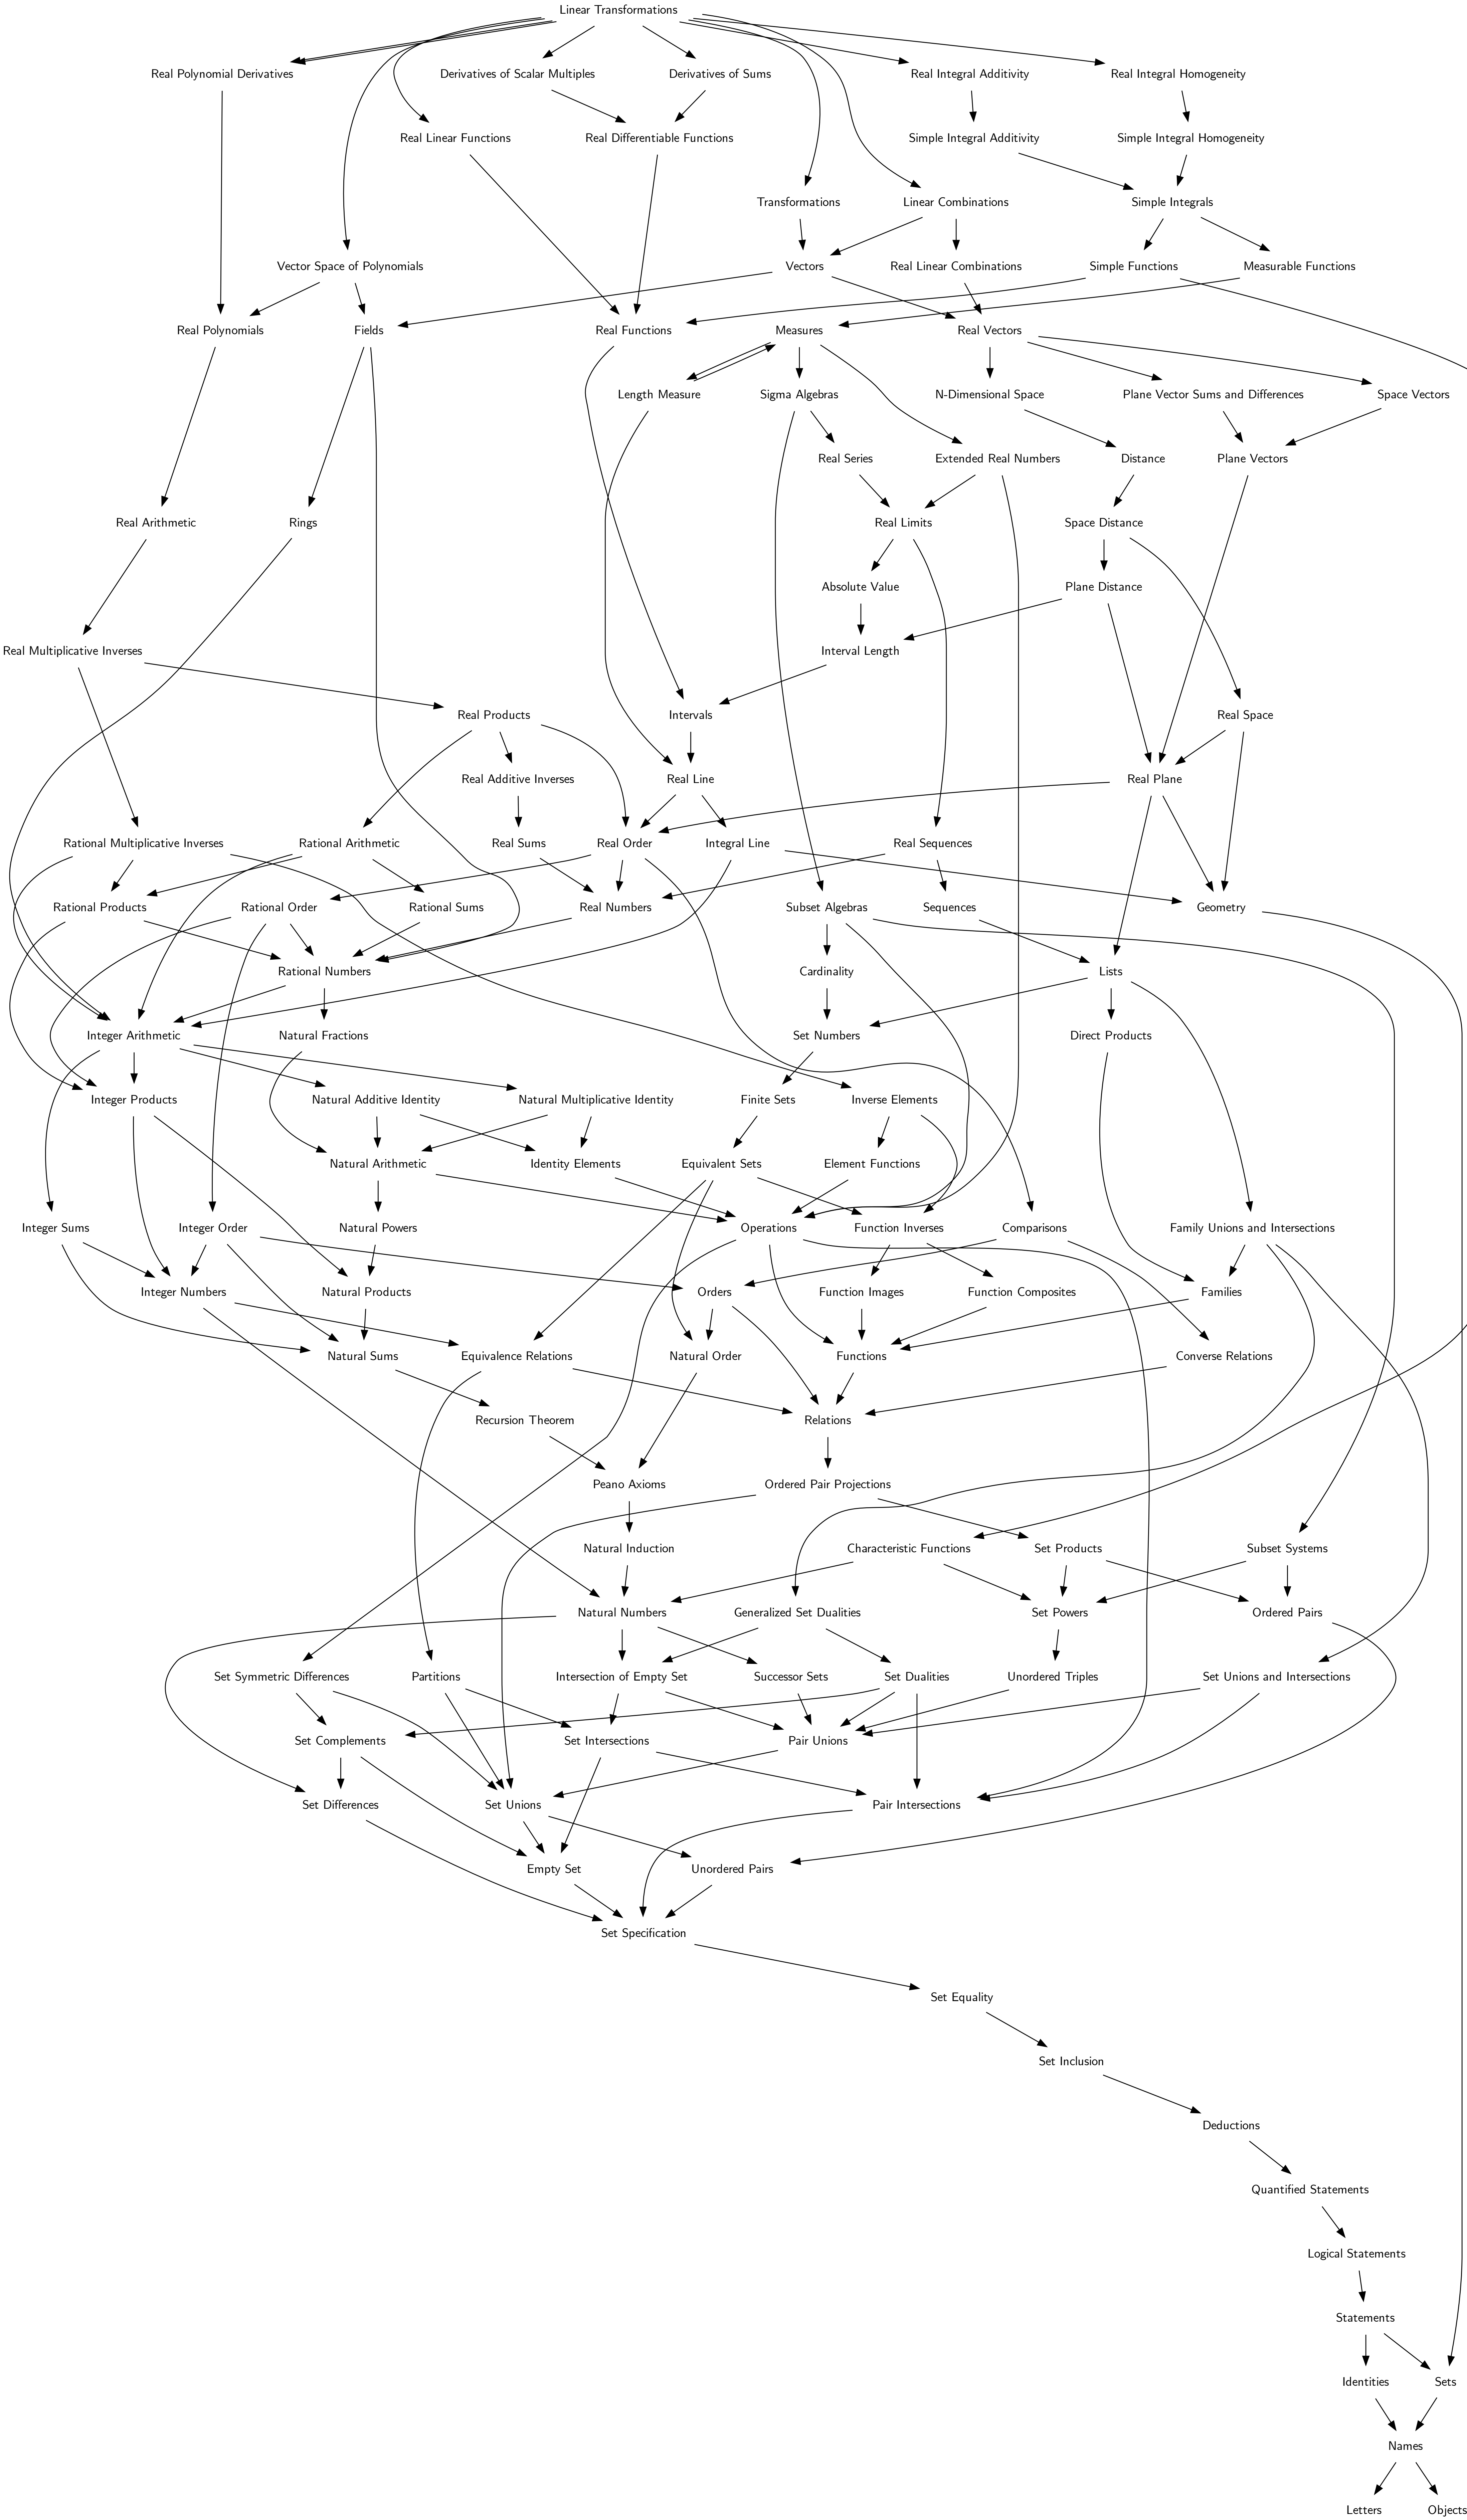 Linear Transformations
Real Polynomial Derivatives
Derivatives of Scalar Multiples
Derivatives of Sums
Real Integral Additivity
Real Integral Homogeneity
Real Linear Functions
Real Differentiable Functions
Simple Integral Additivity
Simple Integral Homogeneity
Transformations
Linear Combinations
Simple Integrals
Vector Space of Polynomials
Vectors
Real Linear Combinations
Simple Functions
Measurable Functions
Real Polynomials
Fields
Real Functions
Measures
Real Vectors
Length Measure
Sigma Algebras
N-Dimensional Space
Plane Vector Sums and Differences
Space Vectors
Real Series
Extended Real Numbers
Distance
Plane Vectors
Real Arithmetic
Rings
Real Limits
Space Distance
Absolute Value
Plane Distance
Real Multiplicative Inverses
Interval Length
Real Products
Intervals
Real Space
Real Additive Inverses
Real Line
Real Plane
Rational Multiplicative Inverses
Rational Arithmetic
Real Sums
Real Order
Integral Line
Real Sequences
Rational Products
Rational Order
Rational Sums
Real Numbers
Subset Algebras
Sequences
Geometry
Rational Numbers
Cardinality
Lists
Integer Arithmetic
Natural Fractions
Set Numbers
Direct Products
Integer Products
Natural Additive Identity
Natural Multiplicative Identity
Finite Sets
Inverse Elements
Natural Arithmetic
Identity Elements
Equivalent Sets
Element Functions
Integer Sums
Integer Order
Natural Powers
Operations
Function Inverses
Comparisons
Family Unions and Intersections
Integer Numbers
Natural Products
Orders
Function Images
Function Composites
Families
Natural Sums
Equivalence Relations
Natural Order
Functions
Converse Relations
Recursion Theorem
Relations
Peano Axioms
Ordered Pair Projections
Natural Induction
Characteristic Functions
Set Products
Subset Systems
Natural Numbers
Generalized Set Dualities
Set Powers
Ordered Pairs
Set Symmetric Differences
Partitions
Intersection of Empty Set
Successor Sets
Set Dualities
Unordered Triples
Set Unions and Intersections
Set Complements
Set Intersections
Pair Unions
Set Differences
Set Unions
Pair Intersections
Empty Set
Unordered Pairs
Set Specification
Set Equality
Set Inclusion
Deductions
Quantified Statements
Logical Statements
Statements
Identities
Sets
Names
Letters
Objects